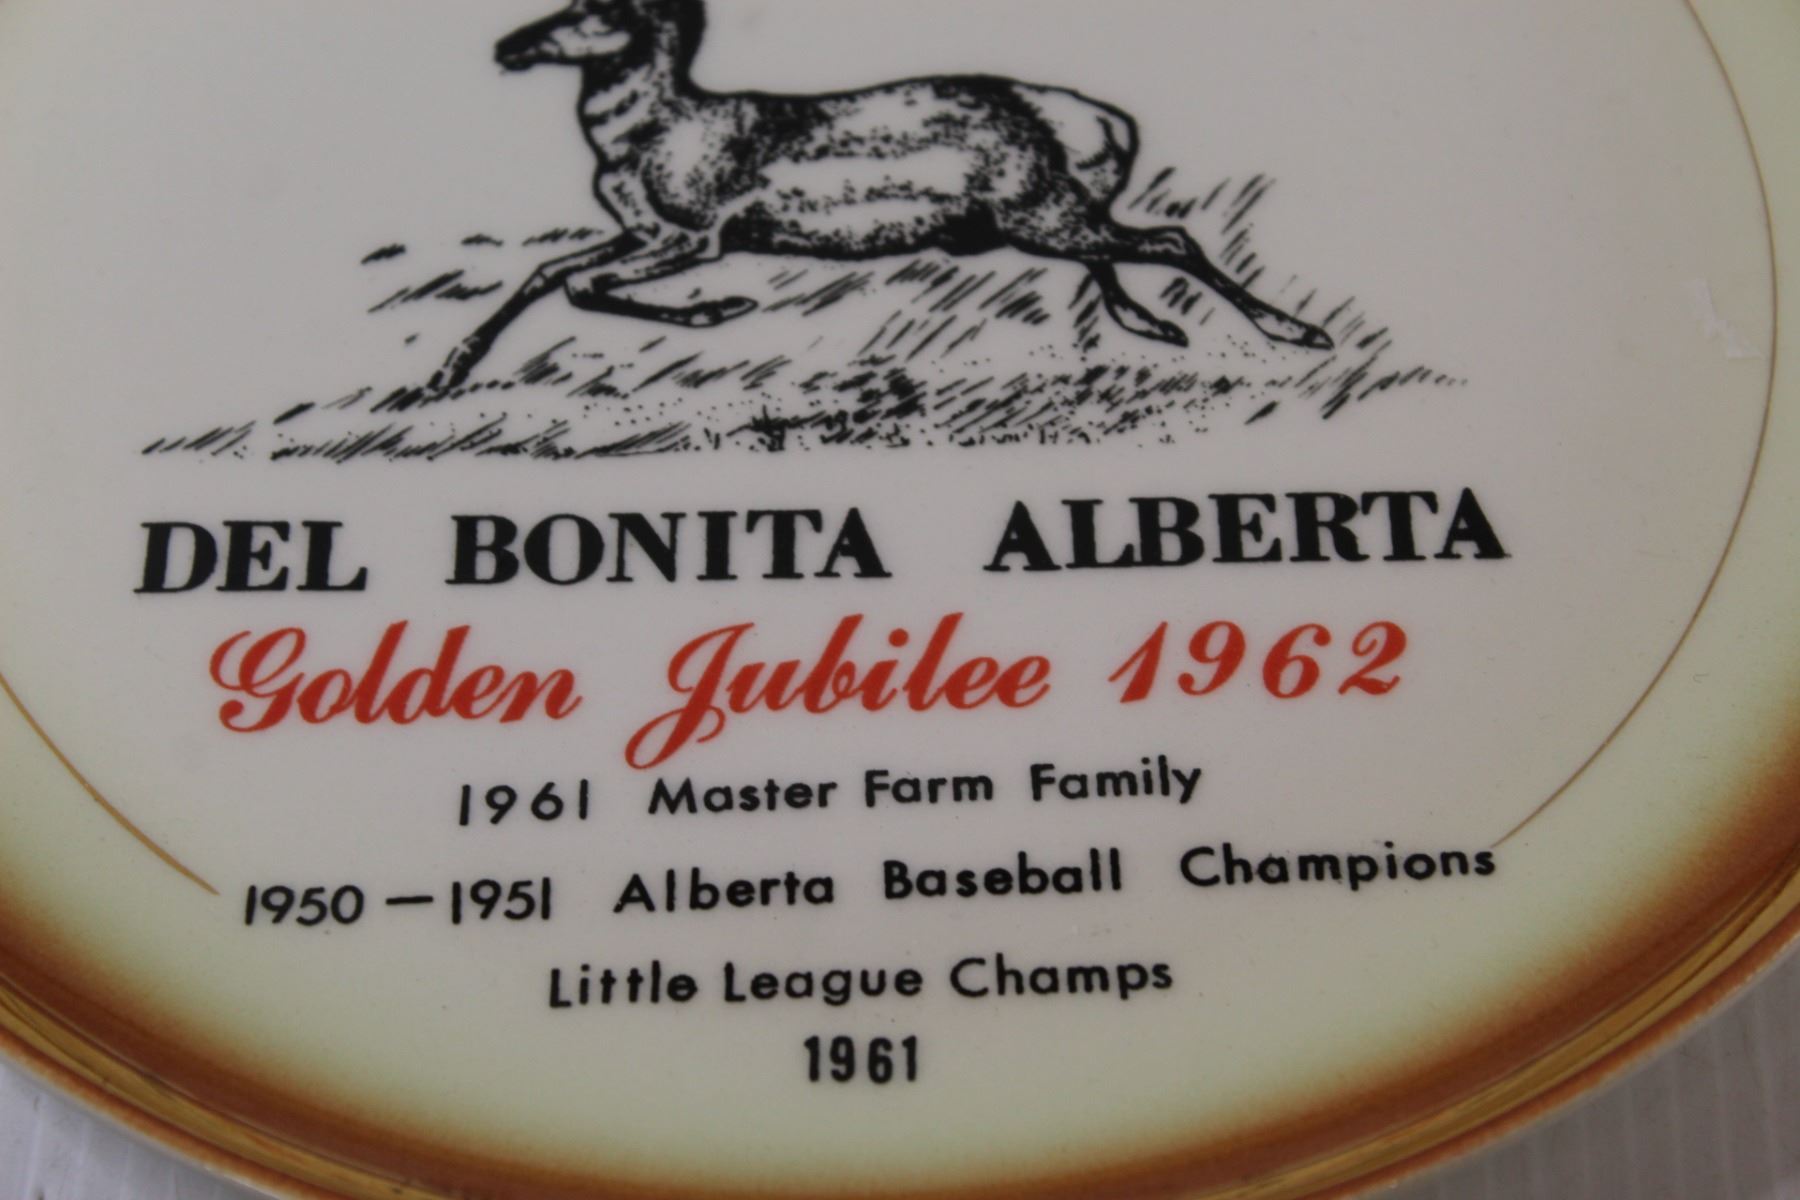 DEL BONITA ALBERTA
Golden Jubilee 1962
1961 Master Farm Family
1950 — 1951 Alberta Baseball Champions
Little League Champs
1961